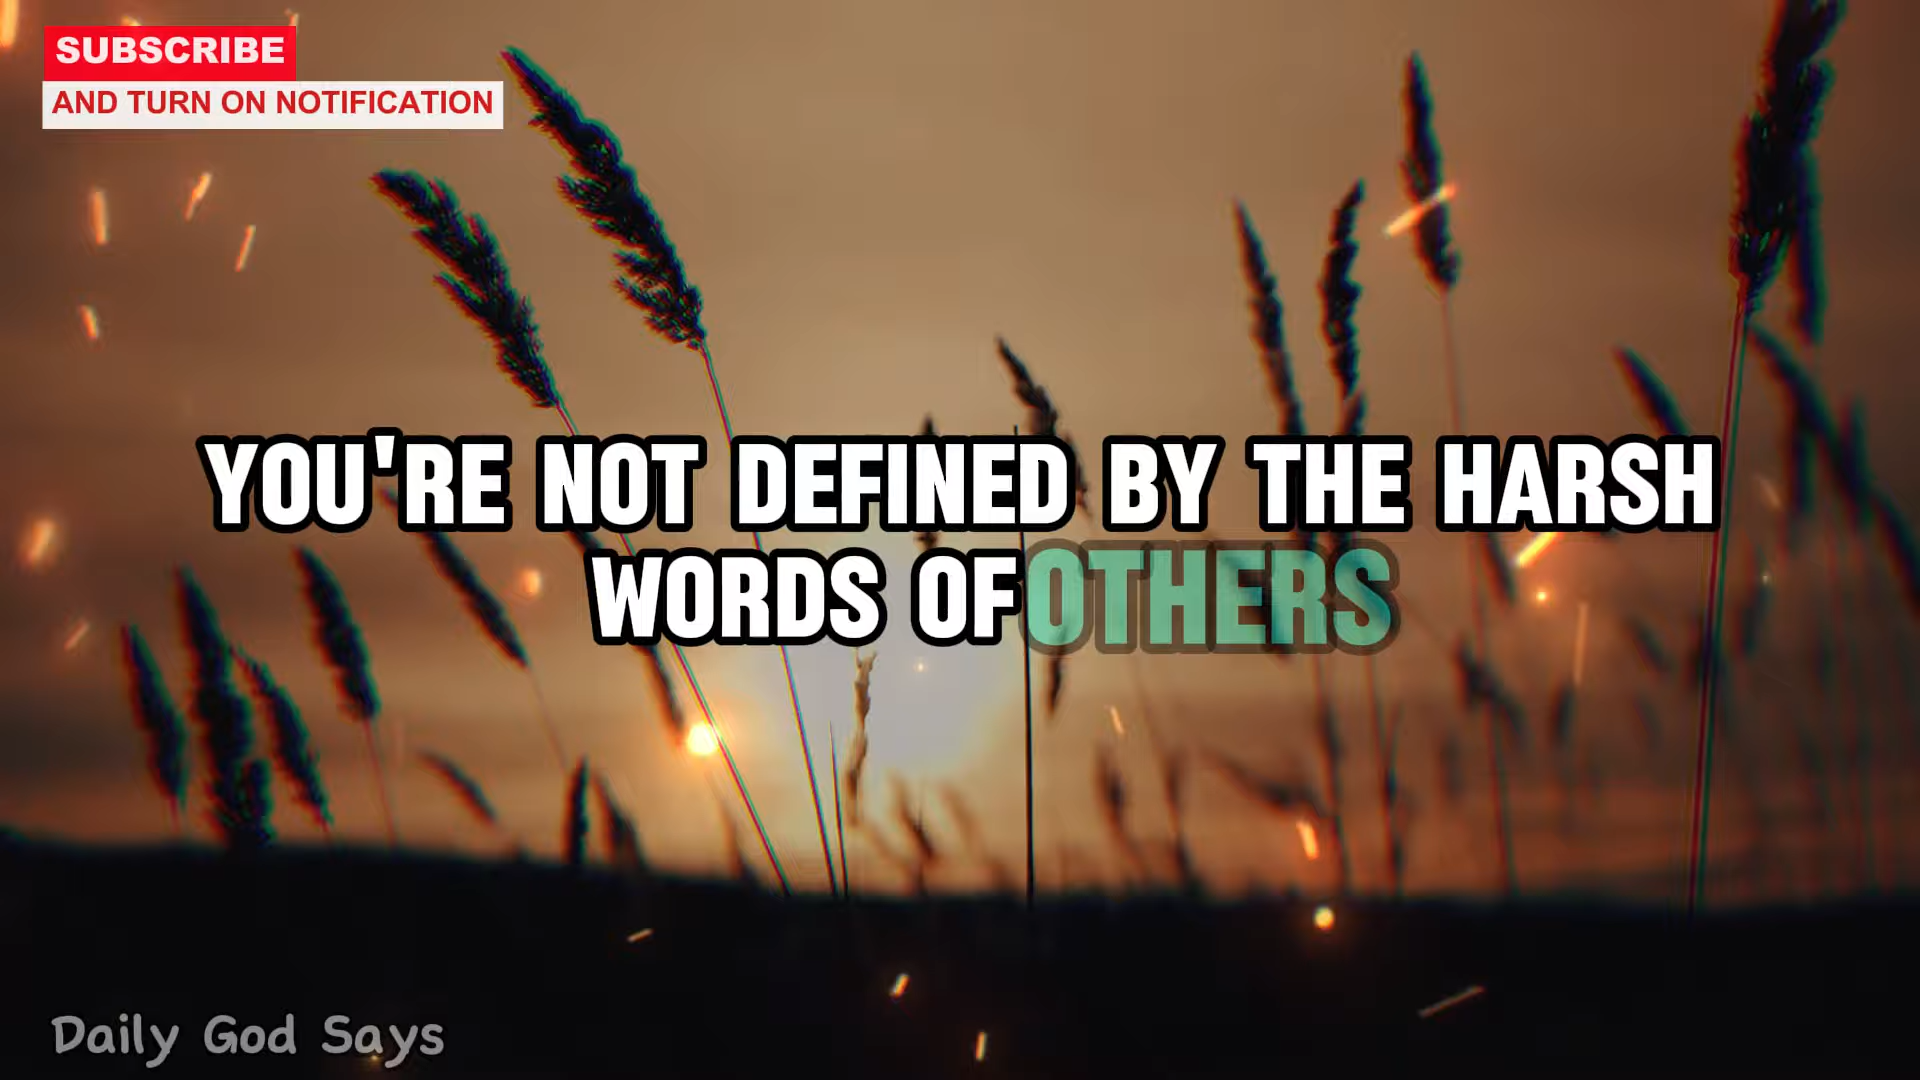 SUBSCRIBE
AND TURN ON NOTIFICATION
YOU'RE NOT DEFINED BY THE HARSH
WORDS OF OTHERS
Daily God Says